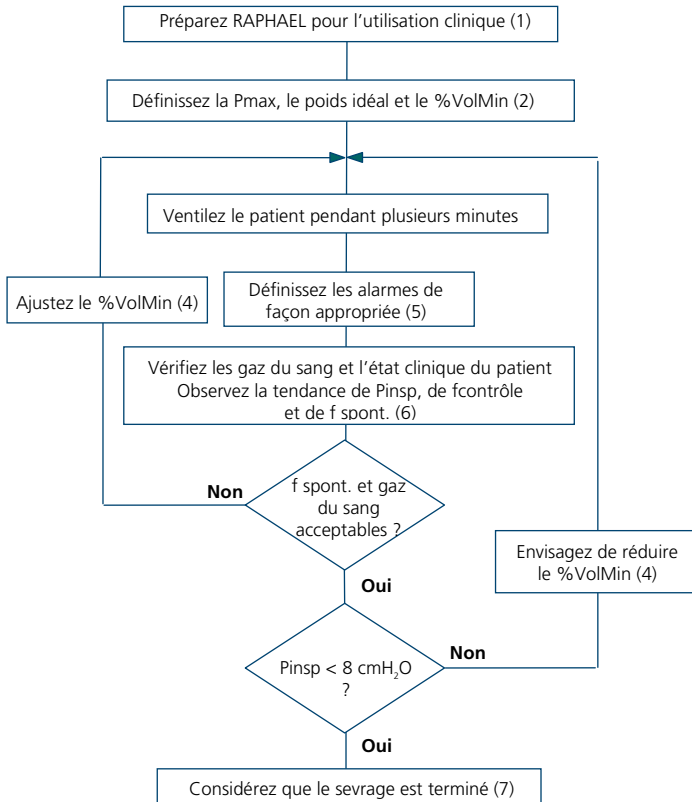 Préparez RAPHAEL pour l'utilisation clinique (1)
Définissez la Pmax, le poids idéal et le %VolMin (2)
Ventilez le patient pendant plusieurs minutes
Ajustez le %VolMin (4)
Définissez les alarmes de
façon appropriée (5)
Vérifiez les gaz du sang et l'état clinique du patient
Observez la tendance de Pinsp, de fcontrôle
et de f spont. (6)
Non
f spont. et gaz
du sang
acceptables ?
Oui
Envisagez de réduire
le %VolMin (4)
Pinsp < 8 cmH₂O
?
Non
Oui
Considérez que le sevrage est terminé (7)